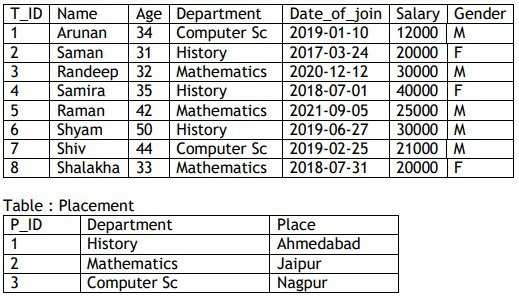 T_ID Name Age Department Date_of_join Salary Gender
1 Arunan 34 Computer Sc 2019-01-10 12000 M
2 Saman 31 History 2017-03-24 20000 F
3 Randeep 32 Mathematics 2020-12-12 30000 M
4 Samira 35 History 2018-07-01 40000 F
5 Raman 42 Mathematics 2021-09-05 25000 M
6 Shyam 50 History 2019-06-27 30000 M
7 Shiv 44 Computer Sc 2019-02-25 21000 M
8 Shalakha 33 Mathematics 2018-07-31 20000 F
Table : Placement
P_ID Department Place
1 History Ahmedabad
2 Mathematics Jaipur
3 Computer Sc Nagpur